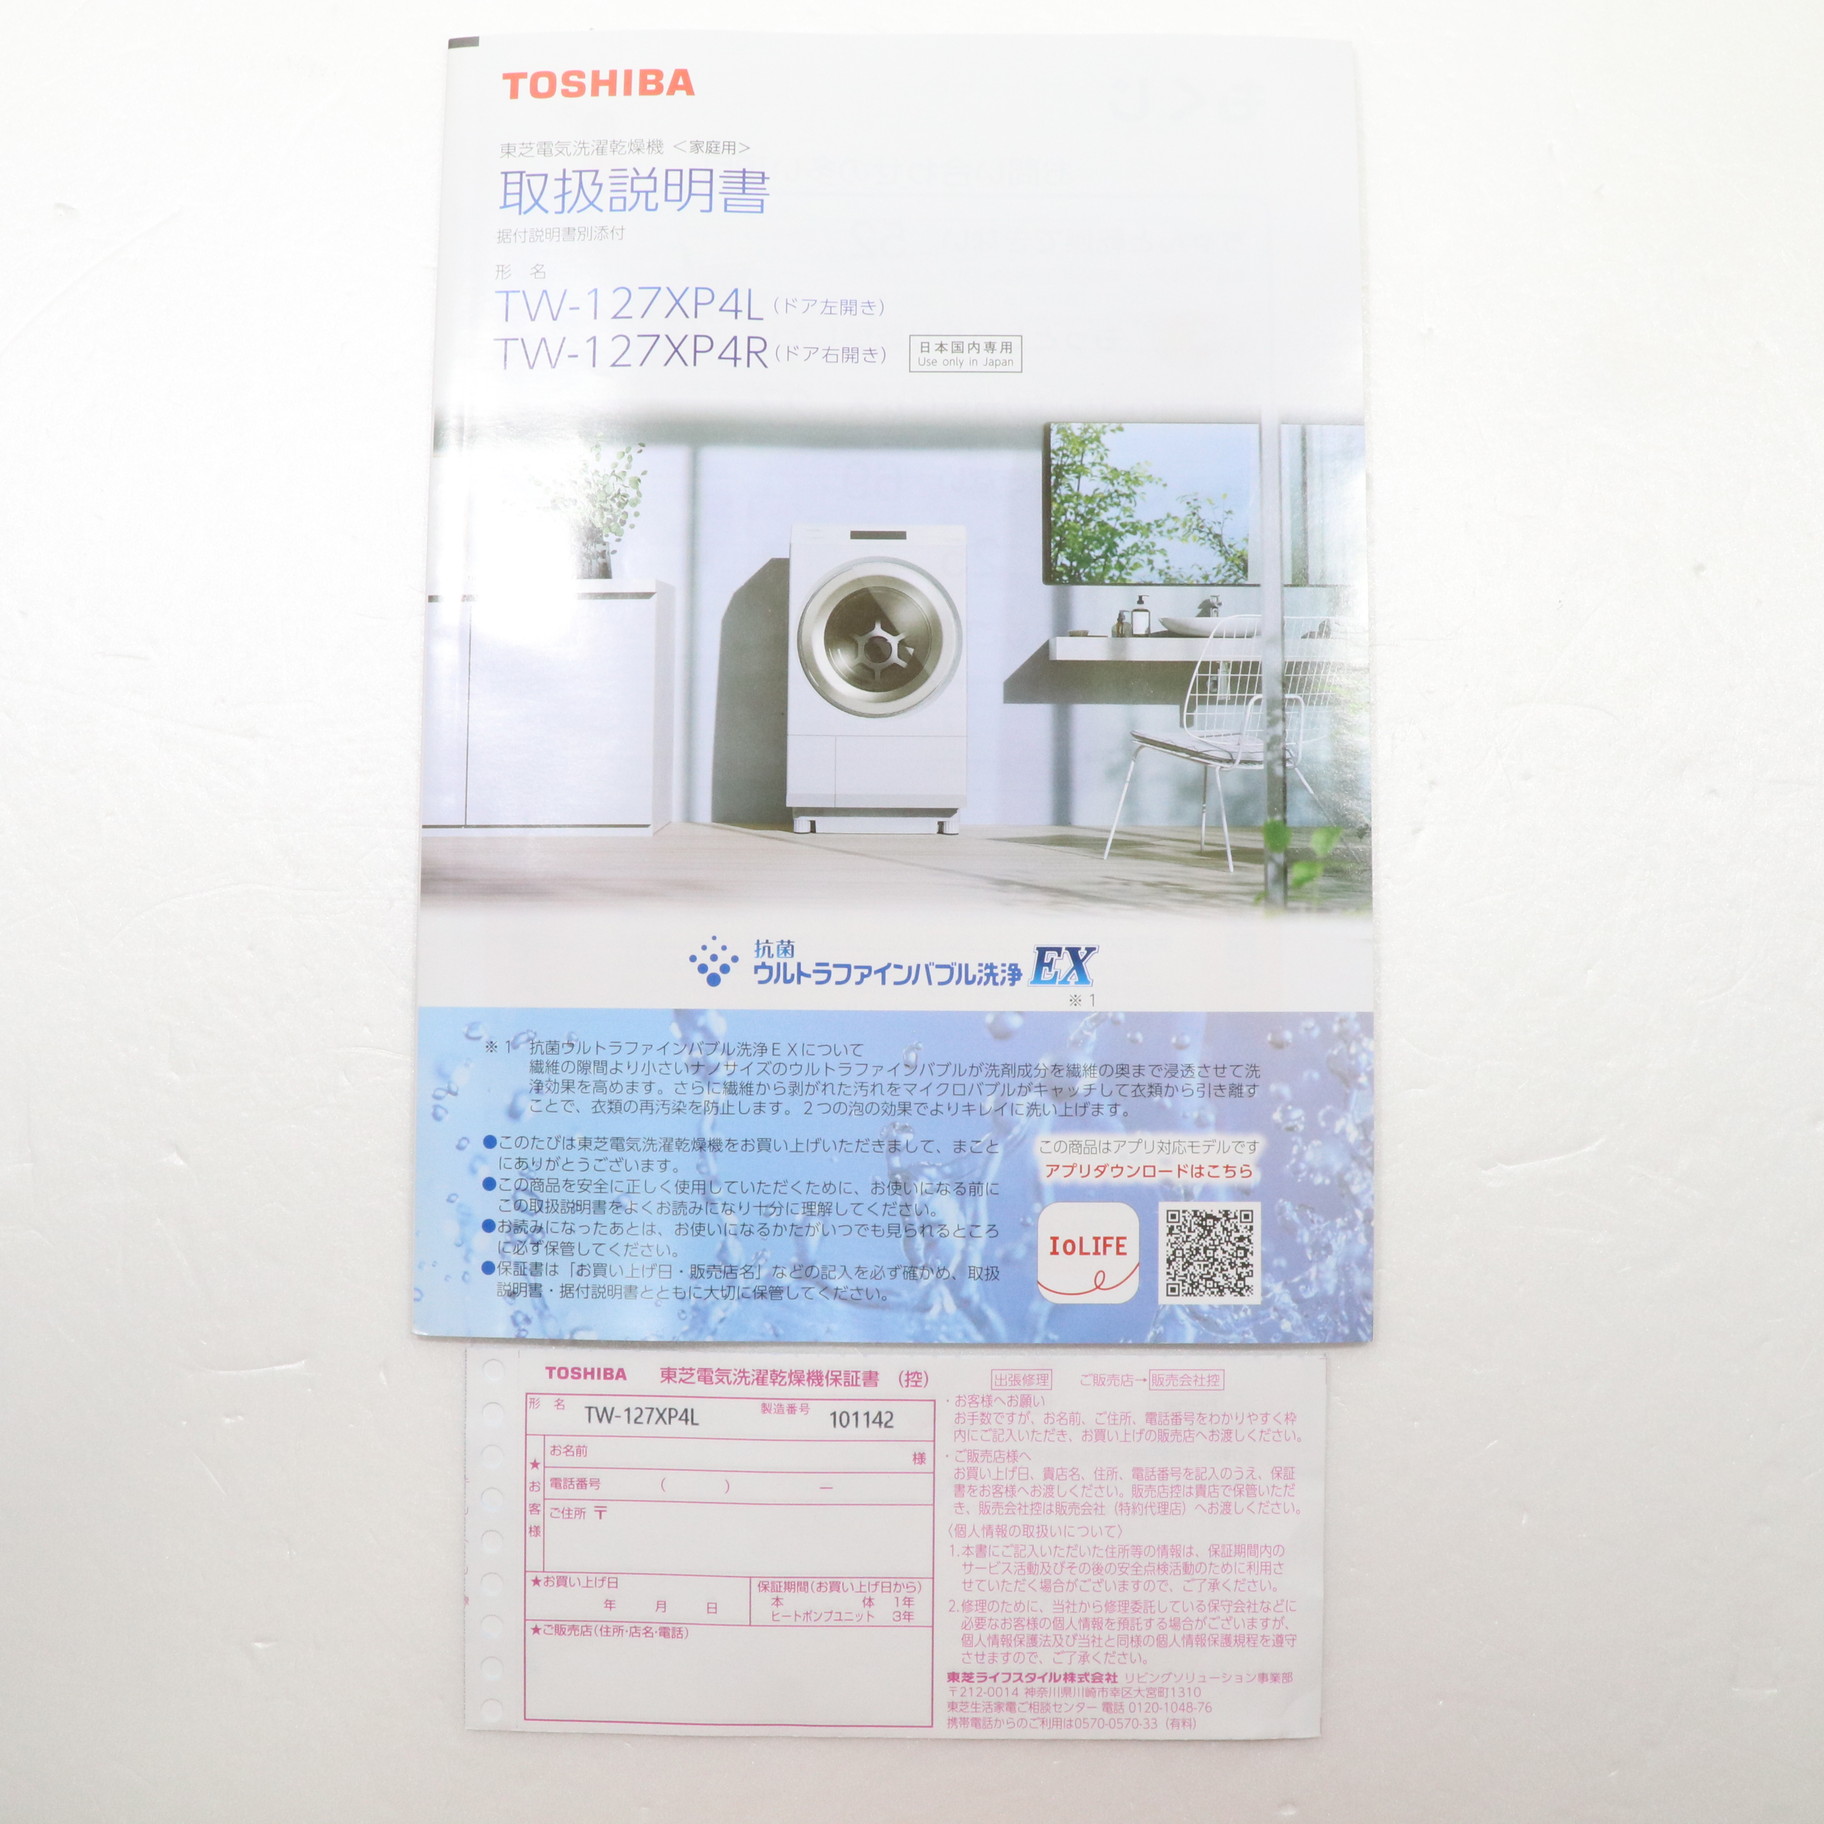 TOSHIBA
東芝電気洗濯乾燥機 <家庭用>
取扱説明書
据付説明書別添付
形 名
TW-127XP4L（ドア左開き）
TW-127XP4R（ドア右開き）
日本国内専用
Use only in Japan
抗菌
ウルトラファインバブル洗浄 EX
※1
※1 抗菌ウルトラファインバブル洗浄EXについて
繊維の隙間より小さいナノサイズのウルトラファインバブルが洗剤成分を繊維の奥まで浸透させて洗
浄効果を高めます。さらに繊維から剥がれた汚れをマイクロバブルがキャッチして衣類から引き離す
ことで、衣類の再汚染を防止します。2つの泡の効果でよりキレイに洗い上げます。
●このたびは東芝電気洗濯乾燥機をお買い上げいただきまして、まこと
にありがとうございます。
●この商品を安全に正しく使用していただくために、お使いになる前に
この取扱説明書をよくお読みになり十分に理解してください。
●お読みになったあとは、お使いになるかたがいつでも見られるところ
に必ず保管してください。
●保証書は「お買い上げ日・販売店名」などの記入を必ず確かめ、取扱
説明書・据付説明書とともに大切に保管してください。
この商品はアプリ対応モデルです
アプリダウンロードはこちら
IoLIFE
TOSHIBA 東芝電気洗濯乾燥機保証書（控）
形 名 TW-127XP4L 製造番号 101142
★お客様
お名前 様
電話番号 （ ） —
ご住所 〒
★お買い上げ日
年 月 日
保証期間（お買い上げ日から）
本 体 1年
ヒートポンプユニット 3年
★ご販売店（住所・店名・電話）
出張修理 ご販売店→販売会社控
・お客様へお願い
お手数ですが、お名前、ご住所、電話番号をわかりやすく枠
内にご記入いただき、お買い上げの販売店へお渡しください。
・ご販売店様へ
お買い上げ日、貴店名、住所、電話番号を記入のうえ、保証
書をお客様へお渡しください。販売店控は貴店で保管いただ
き、販売会社控は販売会社（特約代理店）へお渡しください。
〈個人情報の取扱いについて〉
1.本書にご記入いただいた住所等の情報は、保証期間内の
サービス活動及びその後の安全点検活動のために利用さ
せていただく場合がございますので、ご了承ください。
2.修理のために、当社から修理委託している保守会社などに
必要なお客様の個人情報を預託する場合がございますが、
個人情報保護法及び当社と同様の個人情報保護規程を遵守
させますので、ご了承ください。
東芝ライフスタイル株式会社 リビングソリューション事業部
〒212-0014 神奈川県川崎市幸区大宮町1310
東芝生活家電ご相談センター 電話 0120-1048-76
携帯電話からのご利用は0570-0570-33（有料）